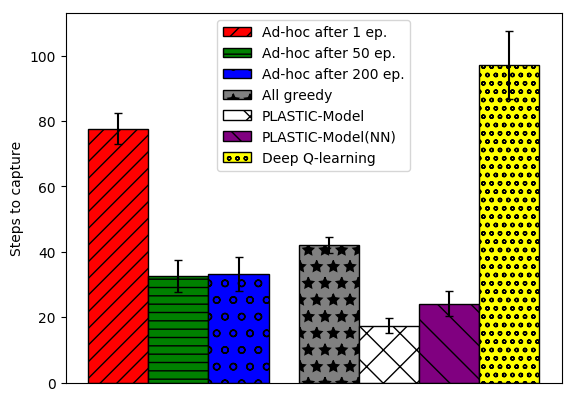 Ad-hoc after 1 ep.
Ad-hoc after 50 ep.
Ad-hoc after 200 ep.
All greedy
PLASTIC-Model
PLASTIC-Model(NN)
Deep Q-learning
Steps to capture
100
80
60
40
20
0